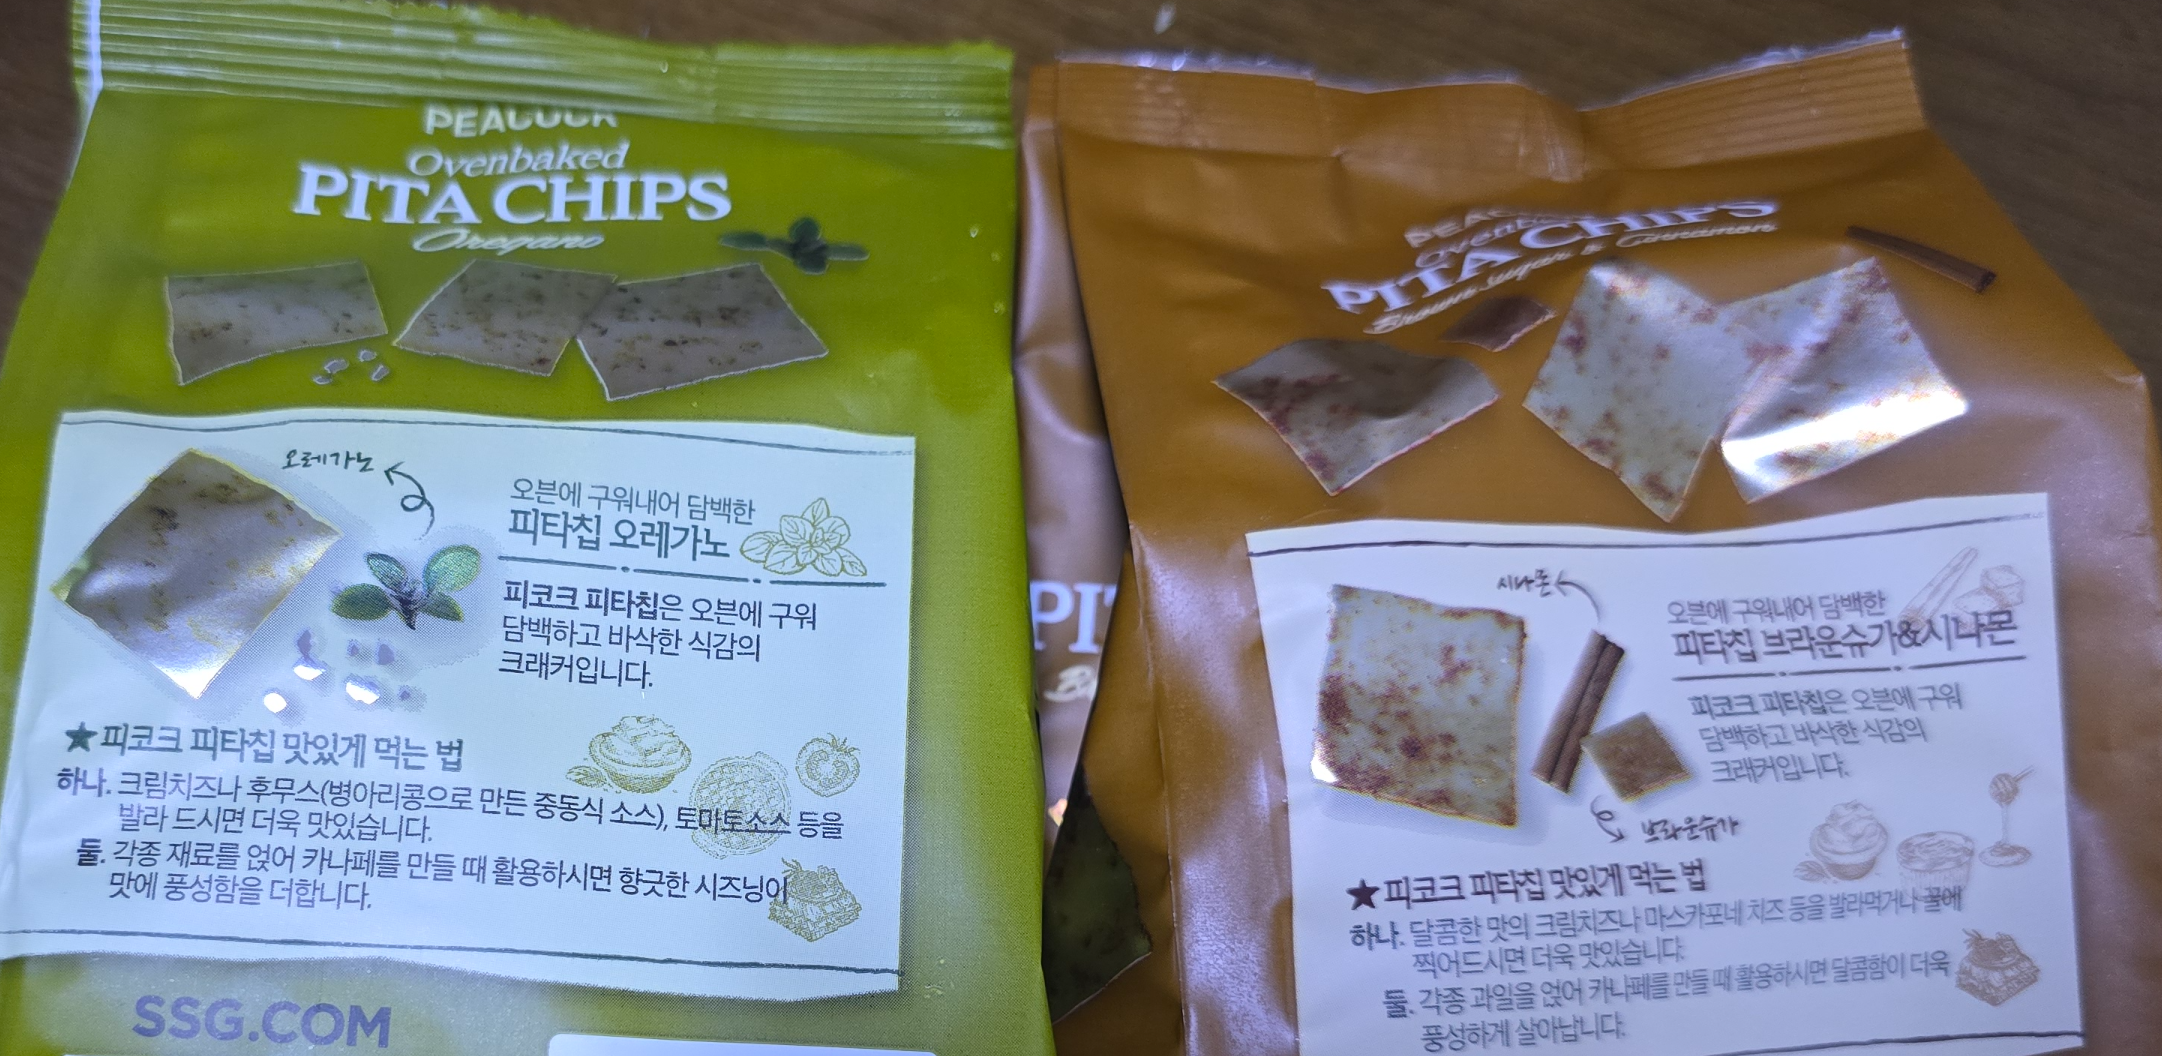 PEACOCK
Ovenbaked
PITA CHIPS
Oregano
오레가노
오븐에 구워내어 담백한
피타칩 오레가노
피코크 피타칩은 오븐에 구워
담백하고 바삭한 식감의
크래커입니다.
★피코크 피타칩 맛있게 먹는 법
하나. 크림치즈나 후무스(병아리콩으로 만든 중동식 소스), 토마토소스 등을
발라 드시면 더욱 맛있습니다.
둘. 각종 재료를 얹어 카나페를 만들 때 활용하시면 향긋한 시즈닝이
맛에 풍성함을 더합니다.
SSG.COM
PI
PEAC
Ovenb
PITA CHIPS
Brown Sugar & Cinnamon
시나몬
오븐에 구워내어 담백한
피타칩 브라운슈가&시나몬
피코크 피타칩은 오븐에 구워
담백하고 바삭한 식감의
크래커입니다.
브라운슈가
★피코크 피타칩 맛있게 먹는 법
하나. 달콤한 맛의 크림치즈나 마스카포네 치즈 등을 발라먹거나 꿀에
찍어드시면 더욱 맛있습니다.
둘. 각종 과일을 얹어 카나페를 만들 때 활용하시면 달콤함이 더욱
풍성하게 살아납니다.